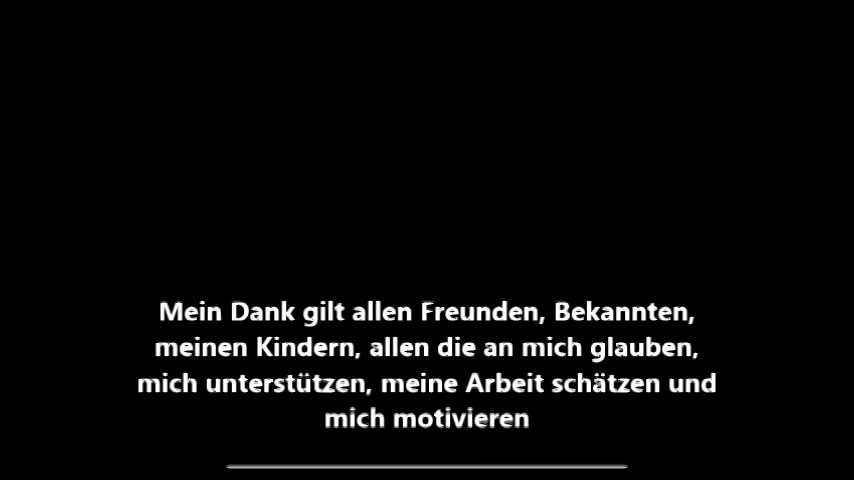 Mein Dank gilt allen Freunden, Bekannten,
meinen Kindern, allen die an mich glauben,
mich unterstützen, meine Arbeit schätzen und
mich motivieren